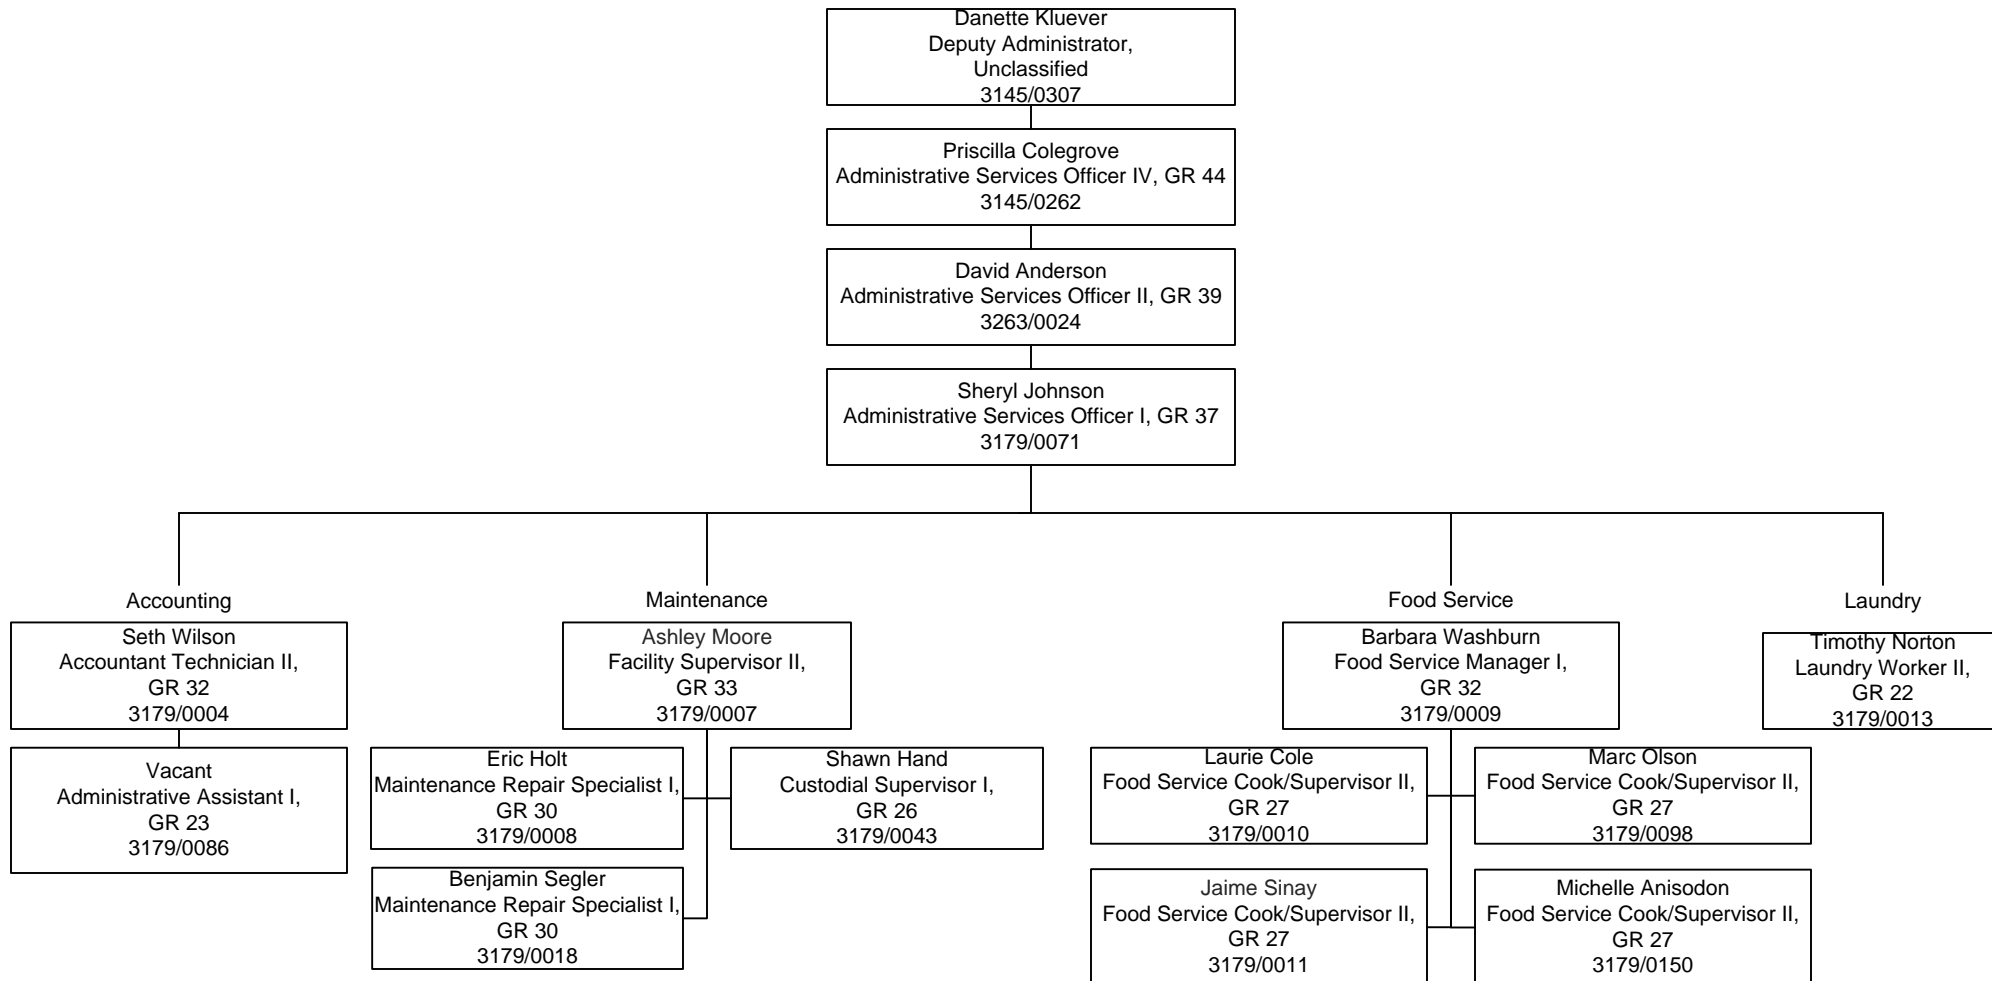 Danette Kluever
Deputy Administrator,
Unclassified
3145/0307
Priscilla Colegrove
Administrative Services Officer IV, GR 44
3145/0262
David Anderson
Administrative Services Officer II, GR 39
3263/0024
Sheryl Johnson
Administrative Services Officer I, GR 37
3179/0071
Accounting
Seth Wilson
Accountant Technician II,
GR 32
3179/0004
Vacant
Administrative Assistant I,
GR 23
3179/0086
Maintenance
Ashley Moore
Facility Supervisor II,
GR 33
3179/0007
Eric Holt
Maintenance Repair Specialist I,
GR 30
3179/0008
Shawn Hand
Custodial Supervisor I,
GR 26
3179/0043
Benjamin Segler
Maintenance Repair Specialist I,
GR 30
3179/0018
Food Service
Barbara Washburn
Food Service Manager I,
GR 32
3179/0009
Laurie Cole
Food Service Cook/Supervisor II,
GR 27
3179/0010
Marc Olson
Food Service Cook/Supervisor II,
GR 27
3179/0098
Jaime Sinay
Food Service Cook/Supervisor II,
GR 27
3179/0011
Michelle Anisodon
Food Service Cook/Supervisor II,
GR 27
3179/0150
Laundry
Timothy Norton
Laundry Worker II,
GR 22
3179/0013